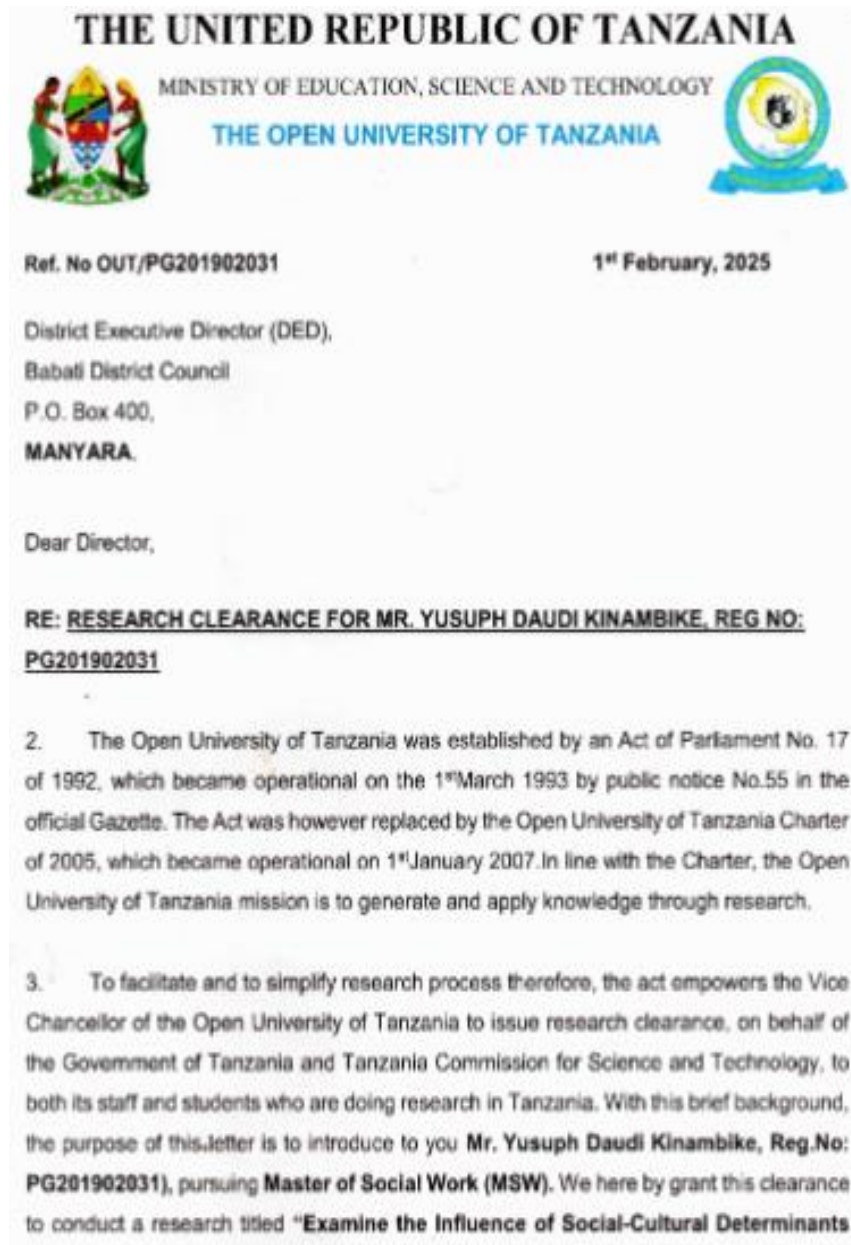 THE UNITED REPUBLIC OF TANZANIA
MINISTRY OF EDUCATION, SCIENCE AND TECHNOLOGY
THE OPEN UNIVERSITY OF TANZANIA
Ref. No OUT/PG201902031 1st February, 2025
District Executive Director (DED),
Babati District Council
P.O. Box 400,
MANYARA.
Dear Director,
RE: RESEARCH CLEARANCE FOR MR. YUSUPH DAUDI KINAMBIKE, REG NO:
PG201902031
2. The Open University of Tanzania was established by an Act of Parliament No. 17
of 1992, which became operational on the 1stMarch 1993 by public notice No.55 in the
official Gazette. The Act was however replaced by the Open University of Tanzania Charter
of 2005, which became operational on 1stJanuary 2007.In line with the Charter, the Open
University of Tanzania mission is to generate and apply knowledge through research.
3. To facilitate and to simplify research process therefore, the act empowers the Vice
Chancellor of the Open University of Tanzania to issue research clearance, on behalf of
the Government of Tanzania and Tanzania Commission for Science and Technology, to
both its staff and students who are doing research in Tanzania. With this brief background,
the purpose of this letter is to introduce to you Mr. Yusuph Daudi Kinambike, Reg.No:
PG201902031), pursuing Master of Social Work (MSW). We here by grant this clearance
to conduct a research titled "Examine the Influence of Social-Cultural Determinants